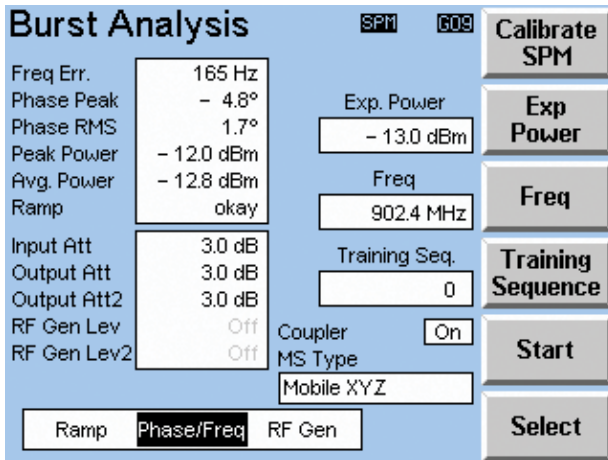 Burst Analysis
SPM
G09
Freq Err. 165 Hz
Phase Peak - 4.8°
Phase RMS 1.7°
Peak Power - 12.0 dBm
Avg. Power - 12.8 dBm
Ramp okay
Input Att 3.0 dB
Output Att 3.0 dB
Output Att2 3.0 dB
RF Gen Lev Off
RF Gen Lev2 Off
Exp. Power
- 13.0 dBm
Freq
902.4 MHz
Training Seq.
0
Coupler On
MS Type
Mobile XYZ
Ramp Phase/Freq RF Gen
Calibrate
SPM
Exp
Power
Freq
Training
Sequence
Start
Select